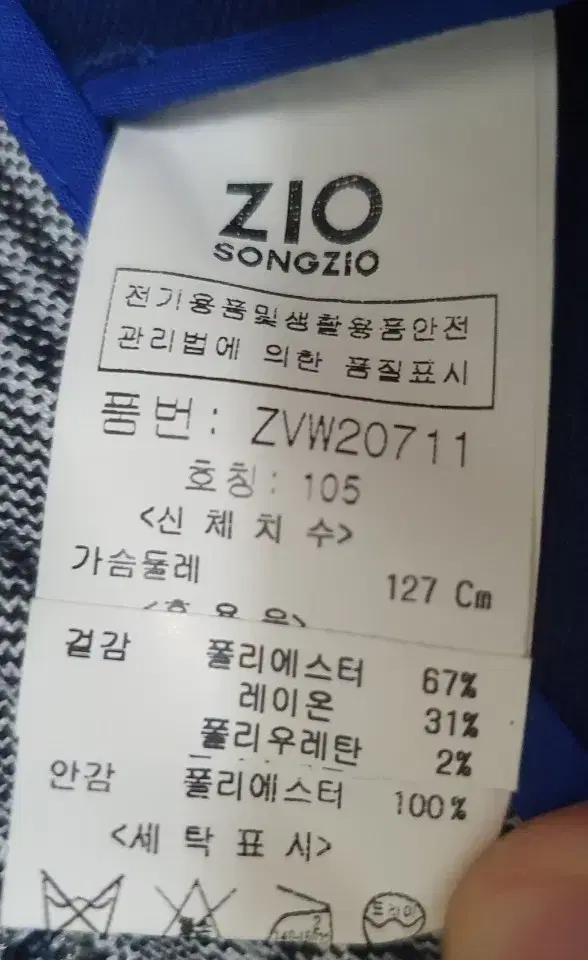 ZIO
SONGZIO
전기용품및생활용품안전
관리법에 의한 품질표시
품번: ZVW20711
호칭: 105
<신 체 치 수>
가슴둘레 127 Cm
겉감 폴리에스터 67%
레이온 31%
폴리우레탄 2%
안감 폴리에스터 100%
<세 탁 표 시>
드라이